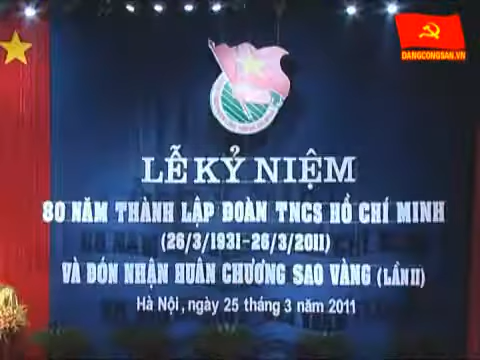 DANGCONGSAN.VN
LỄ KỶ NIỆM
80 NĂM THÀNH LẬP ĐOÀN TNCS HỒ CHÍ MINH
(26/3/1931-26/3/2011)
VÀ ĐÓN NHẬN HUÂN CHƯƠNG SAO VÀNG (LẦN II)
Hà Nội, ngày 25 tháng 3 năm 2011